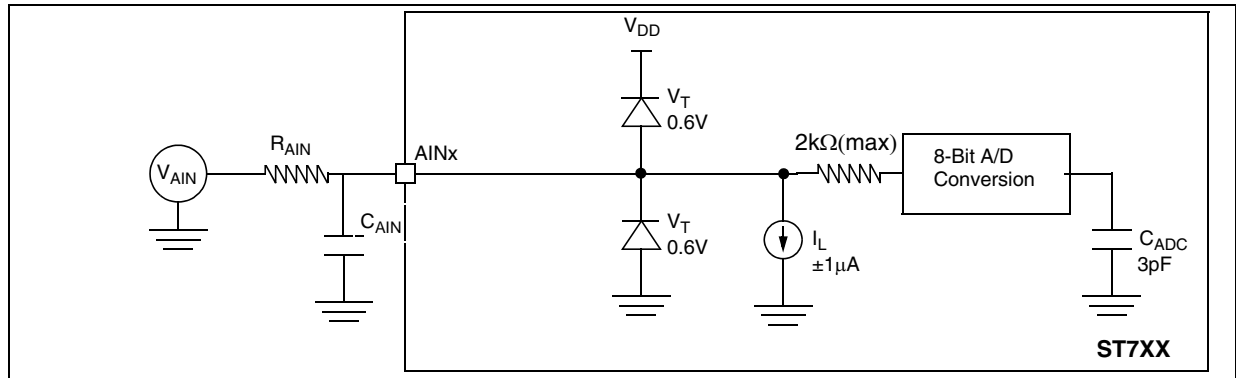 V_DD
V_T
0.6V
R_AIN
AINx
2kΩ(max)
8-Bit A/D
Conversion
V_AIN
C_AIN
V_T
0.6V
I_L
±1μA
C_ADC
3pF
ST7XX